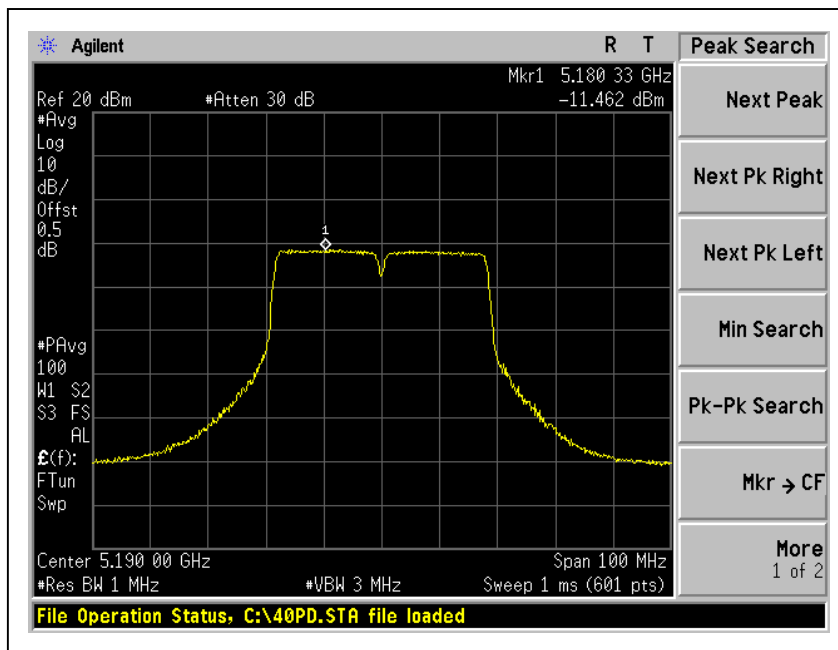 Agilent R T Peak Search
Mkr1 5.180 33 GHz
Ref 20 dBm #Atten 30 dB -11.462 dBm
#Avg
Log
10
dB/
Offst
0.5
dB
1
#PAvg
100
W1 S2
S3 FS
AL
£(f):
FTun
Swp
Center 5.190 00 GHz Span 100 MHz
#Res BW 1 MHz #VBW 3 MHz Sweep 1 ms (601 pts)
File Operation Status, C:\40PD.STA file loaded
Next Peak
Next Pk Right
Next Pk Left
Min Search
Pk-Pk Search
Mkr → CF
More
1 of 2